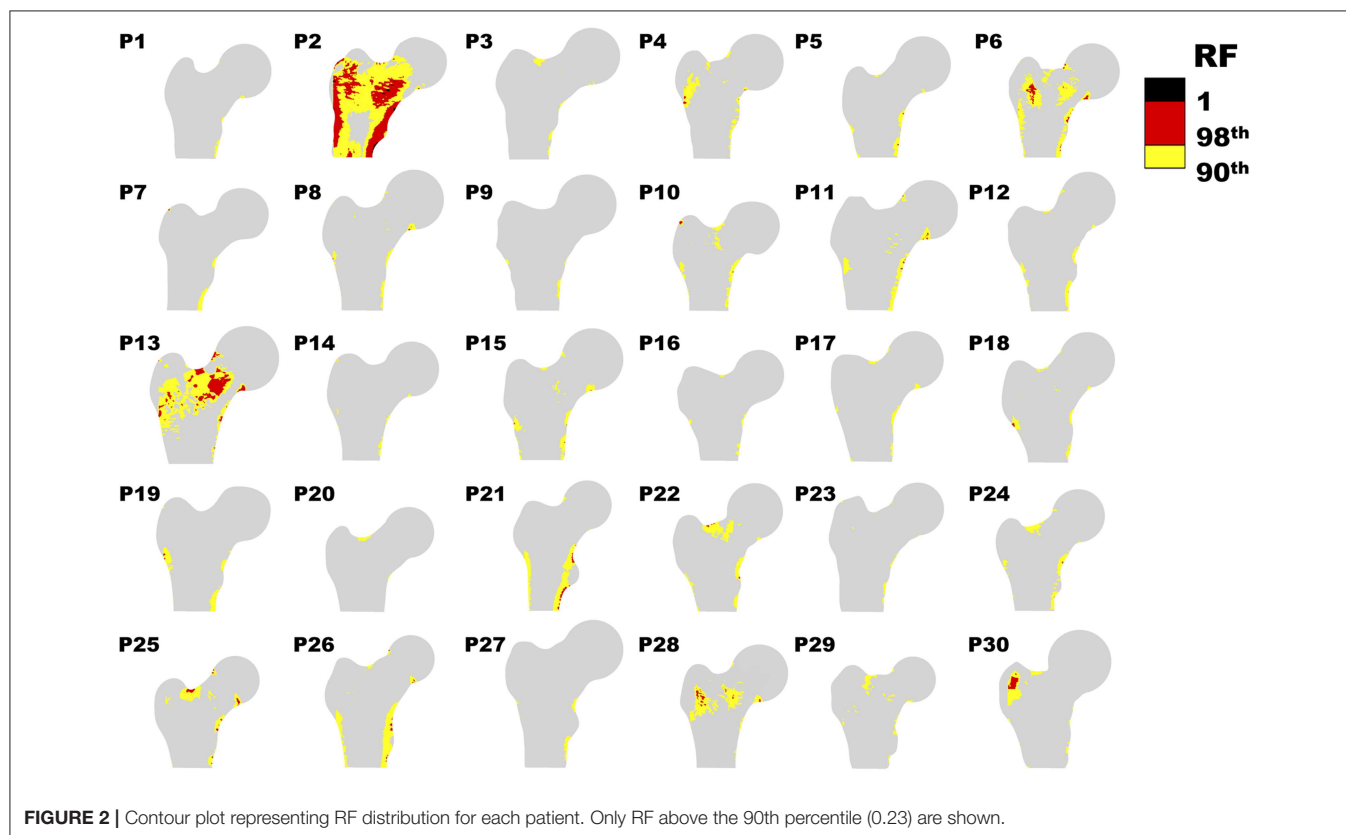 P1 P2 P3 P4 P5 P6
RF
1
98th
90th
P7 P8 P9 P10 P11 P12
P13 P14 P15 P16 P17 P18
P19 P20 P21 P22 P23 P24
P25 P26 P27 P28 P29 P30
FIGURE 2 | Contour plot representing RF distribution for each patient. Only RF above the 90th percentile (0.23) are shown.